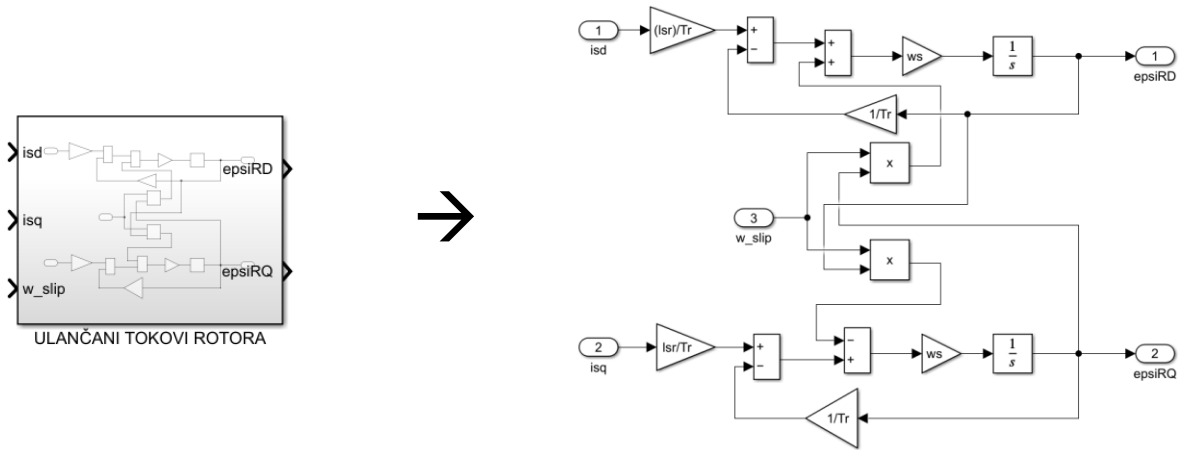 isd
isq
w_slip
epsiRD
epsiRQ
ULANČANI TOKOVI ROTORA
1
isd
(lsr)/Tr
+
−
+
+
ws
1
s
1
epsiRD
1/Tr
x
3
w_slip
x
2
isq
lsr/Tr
+
−
−
+
ws
1
s
2
epsiRQ
1/Tr